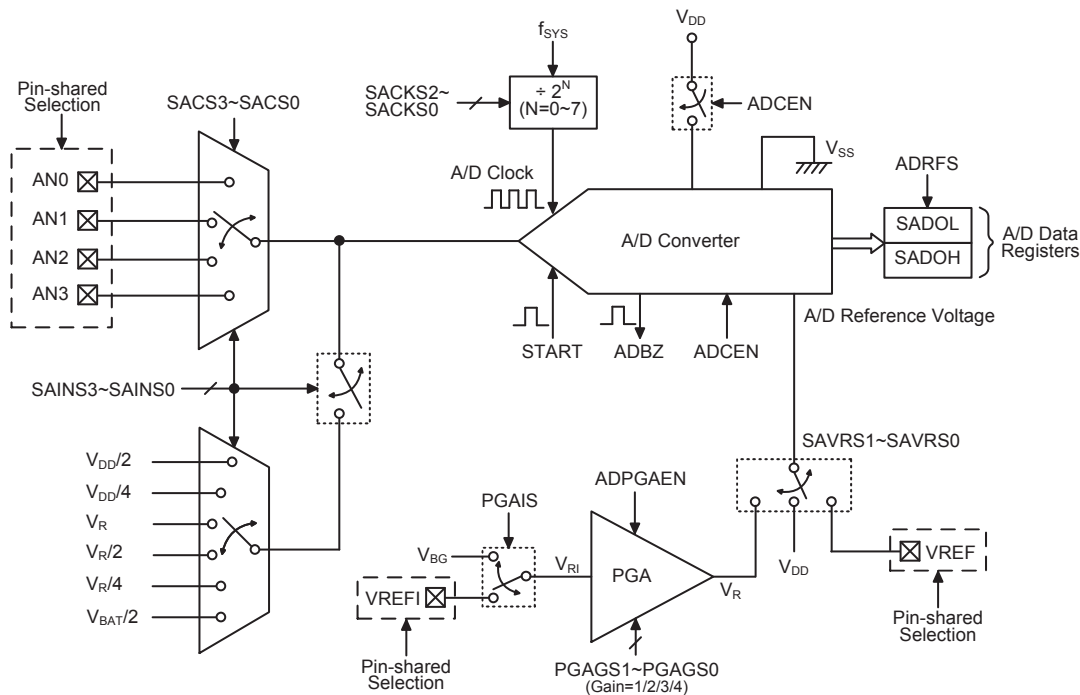 f_SYS
V_DD
Pin-shared
Selection
SACS3~SACS0
SACKS2~
SACKS0
÷ 2^N
(N=0~7)
ADCEN
V_SS
A/D Clock
ADRFS
AN0
AN1
AN2
AN3
A/D Converter
SADOL
SADOH
A/D Data
Registers
START
ADBZ
ADCEN
A/D Reference Voltage
SAINS3~SAINS0
SAVRS1~SAVRS0
V_DD/2
V_DD/4
V_R
V_R/2
V_R/4
V_BAT/2
PGAIS
ADPGAEN
V_BG
VREFI
V_RI
PGA
V_R
V_DD
VREF
Pin-shared
Selection
Pin-shared
Selection
PGAGS1~PGAGS0
(Gain=1/2/3/4)